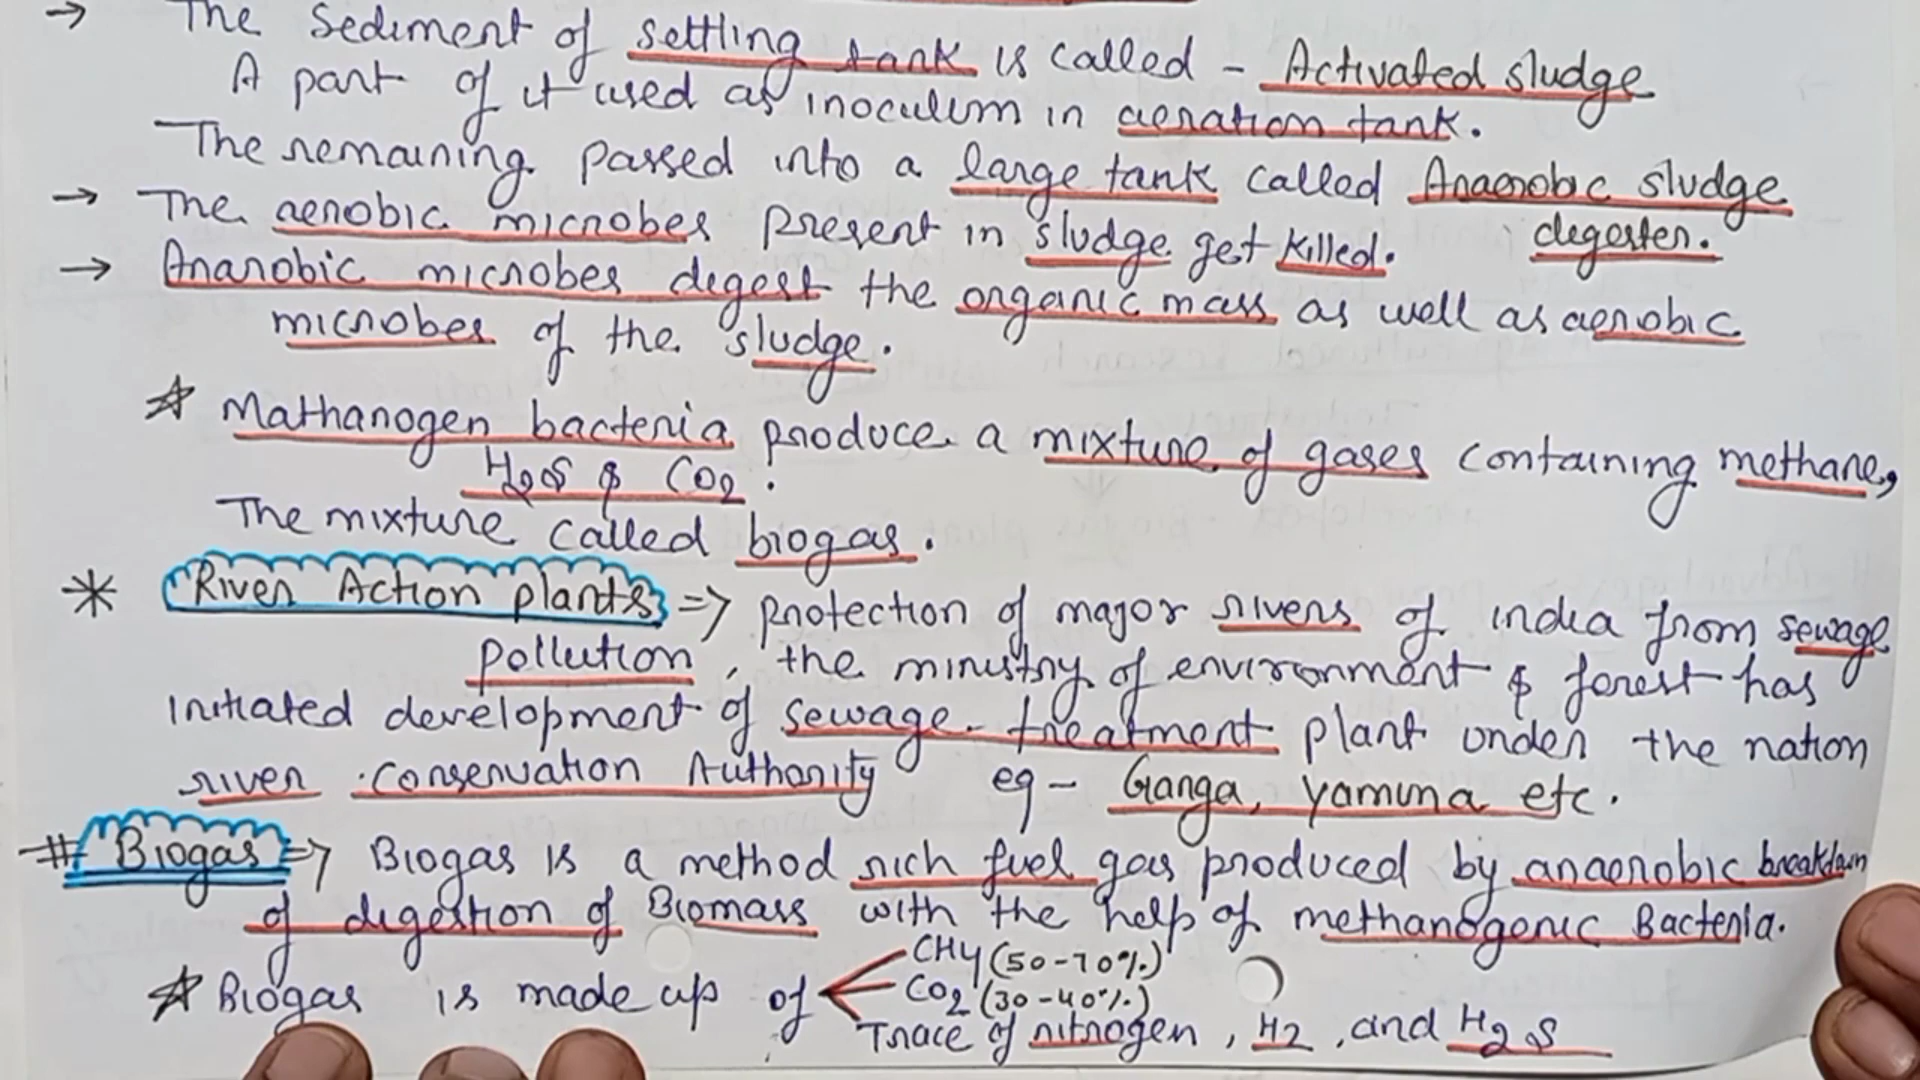 → The Sediment of settling tank is called - Activated sludge
A part of it used as inoculum in aeration tank.
The remaining passed into a large tank called Anaerobic sludge
digester.
→ The aerobic microbes present in sludge get killed.
→ Anarobic microbes digest the organic mass as well as aerobic
microbes of the sludge.
☆ Mathanogen bacteria produce a mixture of gases containing methane,
H2S & CO2.
The mixture called biogas.
* River Action plants => protection of major rivers of india from sewage
pollution, the ministry of environment & forest has
initiated development of sewage treatment plant under the nation
river conservation Authority eg - Ganga, Yamuna etc.
# Biogas => Biogas is a method rich fuel gas produced by anaerobic breakdown
of digestion of Biomass with the help of methanogenic Bacteria.
☆ Biogas is made up of CH4 (50-70%)
CO2 (30-40%)
Trace of nitrogen, H2, and H2S